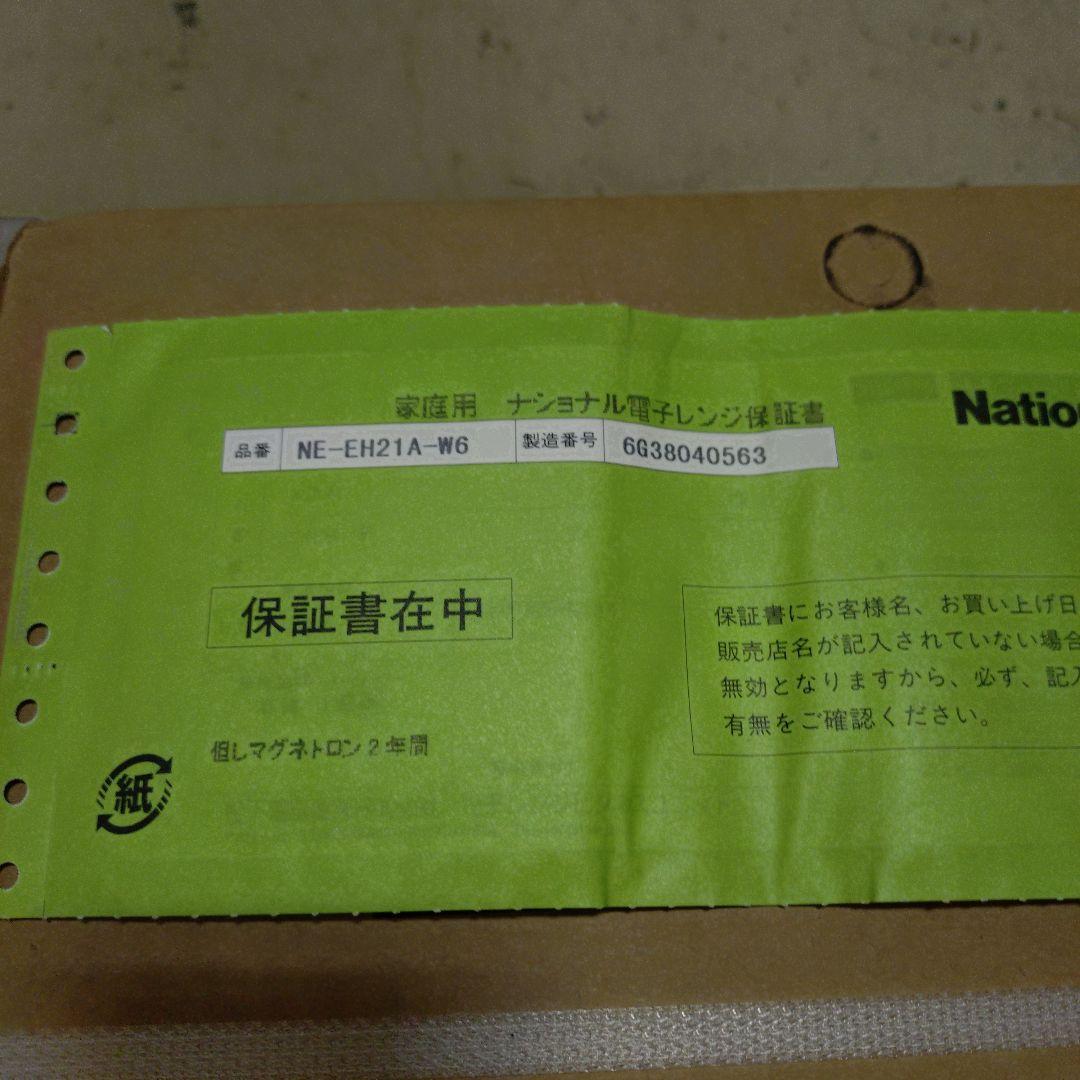 家庭用 ナショナル電子レンジ保証書
Natio
品番 NE-EH21A-W6 製造番号 6G38040563
保証書在中
保証書にお客様名、お買い上げ日
販売店名が記入されていない場合
無効となりますから、必ず、記入
有無をご確認ください。
但しマグネトロン2年間
紙